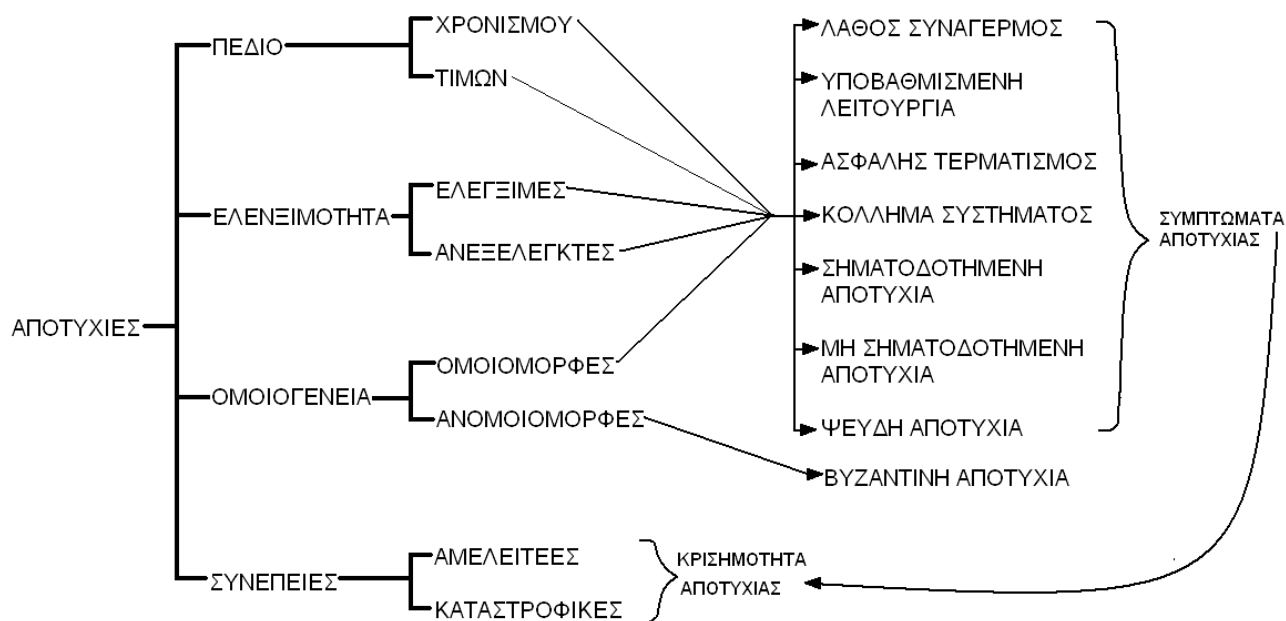 ΑΠΟΤΥΧΙΕΣ
ΠΕΔΙΟ
ΧΡΟΝΙΣΜΟΥ
ΤΙΜΩΝ
ΕΛΕΝΞΙΜΟΤΗΤΑ
ΕΛΕΓΞΙΜΕΣ
ΑΝΕΞΕΛΕΓΚΤΕΣ
ΟΜΟΙΟΓΕΝΕΙΑ
ΟΜΟΙΟΜΟΡΦΕΣ
ΑΝΟΜΟΙΟΜΟΡΦΕΣ
ΣΥΝΕΠΕΙΕΣ
ΑΜΕΛΕΙΤΕΕΣ
ΚΑΤΑΣΤΡΟΦΙΚΕΣ
ΛΑΘΟΣ ΣΥΝΑΓΕΡΜΟΣ
ΥΠΟΒΑΘΜΙΣΜΕΝΗ
ΛΕΙΤΟΥΡΓΙΑ
ΑΣΦΑΛΗΣ ΤΕΡΜΑΤΙΣΜΟΣ
ΚΟΛΛΗΜΑ ΣΥΣΤΗΜΑΤΟΣ
ΣΗΜΑΤΟΔΟΤΗΜΕΝΗ
ΑΠΟΤΥΧΙΑ
ΜΗ ΣΗΜΑΤΟΔΟΤΗΜΕΝΗ
ΑΠΟΤΥΧΙΑ
ΨΕΥΔΗ ΑΠΟΤΥΧΙΑ
ΒΥΖΑΝΤΙΝΗ ΑΠΟΤΥΧΙΑ
ΣΥΜΠΤΩΜΑΤΑ
ΑΠΟΤΥΧΙΑΣ
ΚΡΙΣΗΜΟΤΗΤΑ
ΑΠΟΤΥΧΙΑΣ